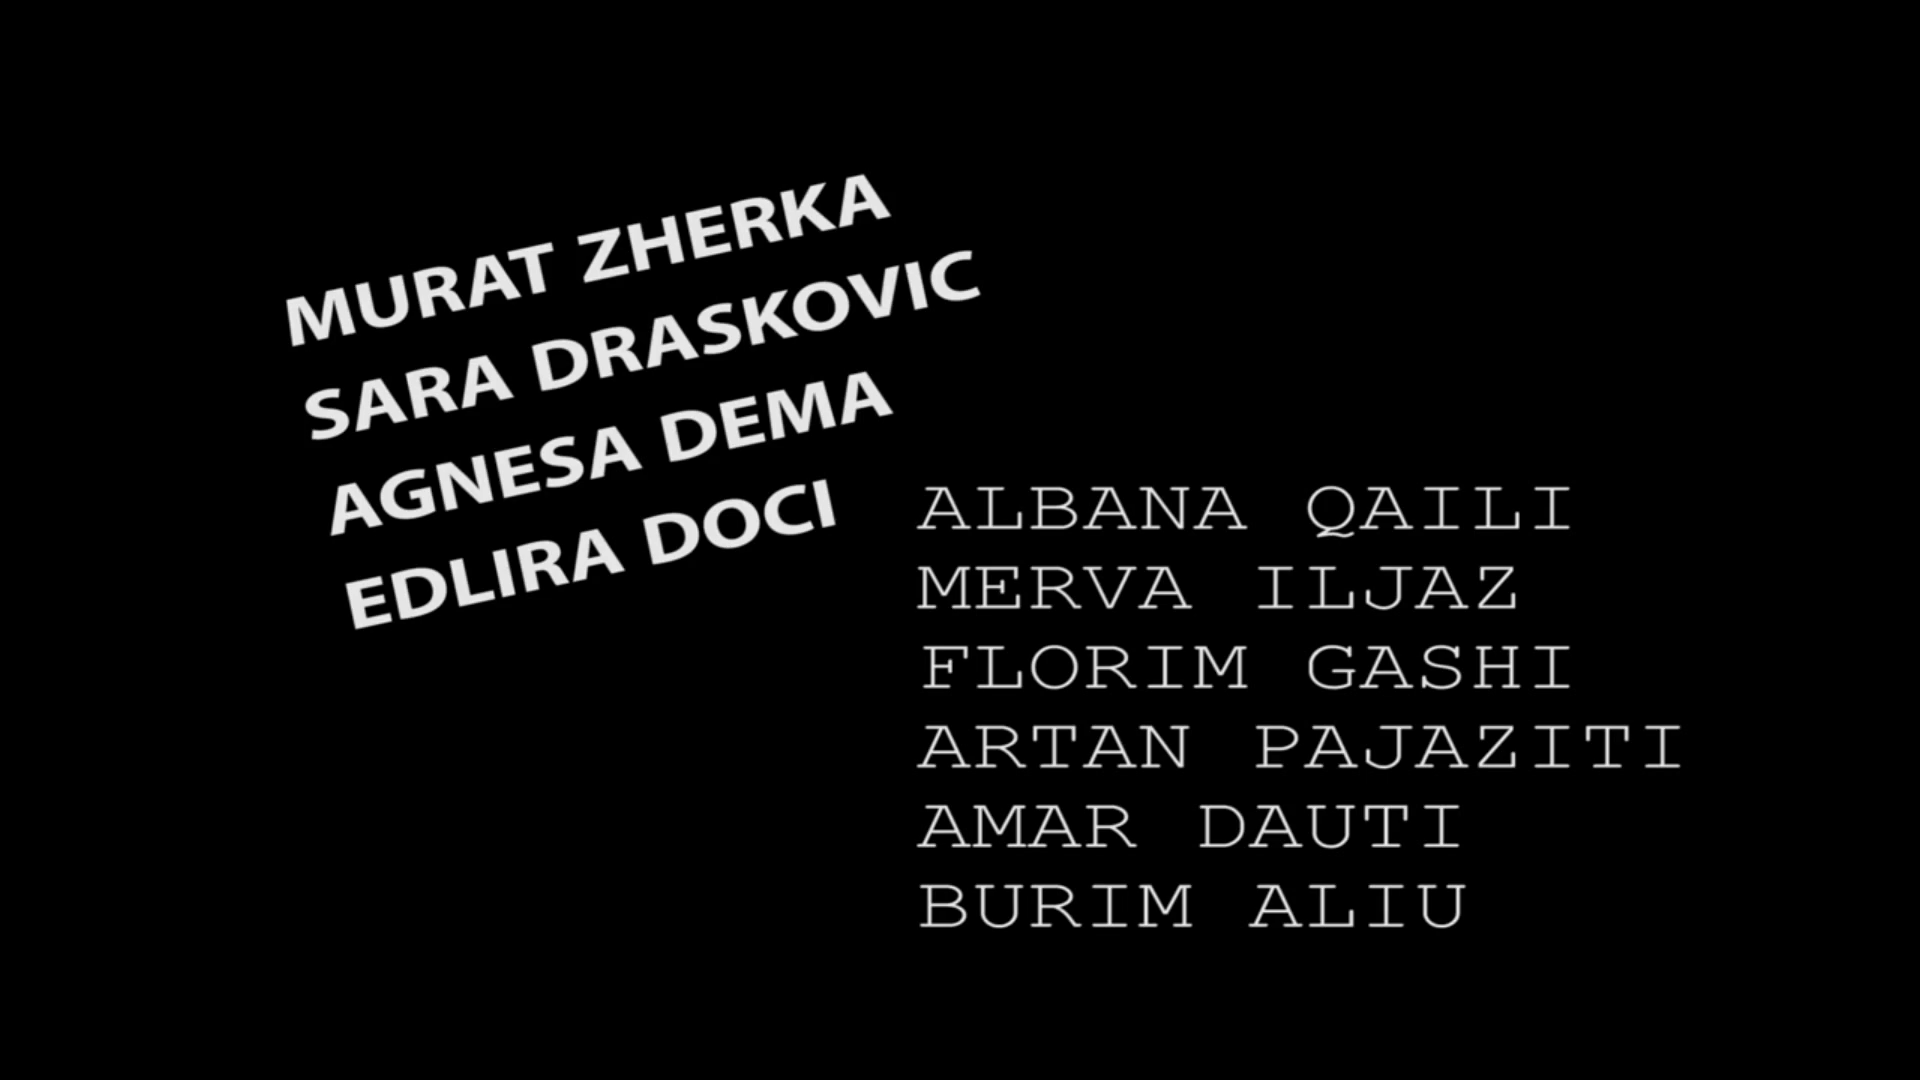 MURAT ZHERKA
SARA DRASKOVIC
AGNESA DEMA
EDLIRA DOCI
ALBANA QAILI
MERVA ILJAZ
FLORIM GASHI
ARTAN PAJAZITI
AMAR DAUTI
BURIM ALIU